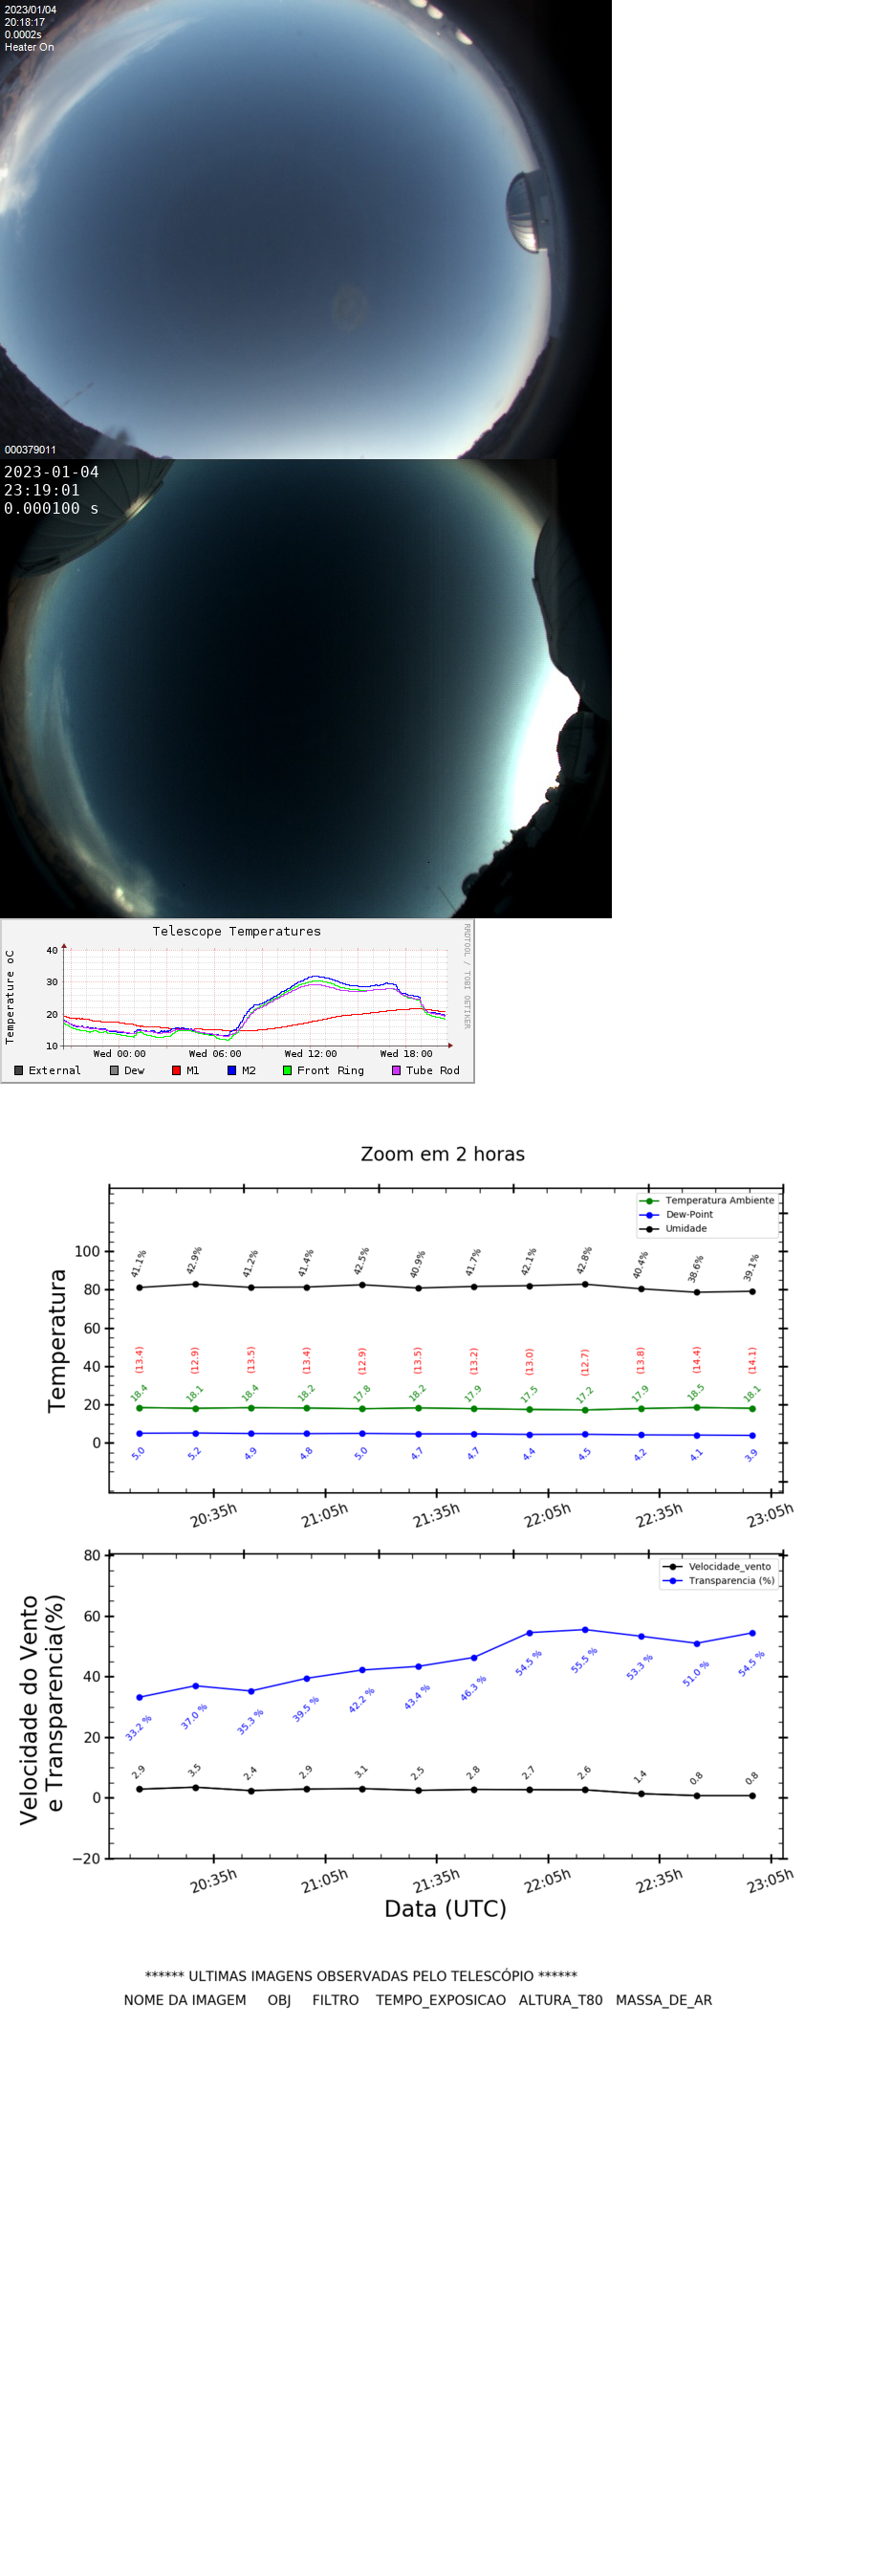 2023/01/04
20:18:17
0.0002s
Heater On
000379011
2023-01-04
23:19:01
0.000100 s
Telescope Temperatures
RRDTOOL / TOBI OETIKER
Temperature oC
40
30
20
10
Wed 00:00 Wed 06:00 Wed 12:00 Wed 18:00
External Dew M1 M2 Front Ring Tube Rod
Zoom em 2 horas
Temperatura Ambiente
Dew-Point
Umidade
Temperatura
100
80
60
40
20
0
41.1% 42.9% 41.2% 41.4% 42.5% 40.9% 41.7% 42.1% 42.8% 40.4% 38.6% 39.1%
(13.4) (12.9) (13.5) (13.4) (12.9) (13.5) (13.2) (13.0) (12.7) (13.8) (14.4) (14.1)
18.4 18.1 18.4 18.2 17.8 18.2 17.9 17.5 17.2 17.9 18.5 18.1
5.0 5.2 4.9 4.8 5.0 4.7 4.7 4.4 4.5 4.2 4.1 3.9
20:35h 21:05h 21:35h 22:05h 22:35h 23:05h
Velocidade_vento
Transparencia (%)
Velocidade do Vento
e Transparencia(%)
80
60
40
20
0
−20
33.2 % 37.0 % 35.3 % 39.5 % 42.2 % 43.4 % 46.3 % 54.5 % 55.5 % 53.3 % 51.0 % 54.5 %
2.9 3.5 2.4 2.9 3.1 2.5 2.8 2.7 2.6 1.4 0.8 0.8
20:35h 21:05h 21:35h 22:05h 22:35h 23:05h
Data (UTC)
****** ULTIMAS IMAGENS OBSERVADAS PELO TELESCÓPIO ******
NOME DA IMAGEM OBJ FILTRO TEMPO_EXPOSICAO ALTURA_T80 MASSA_DE_AR